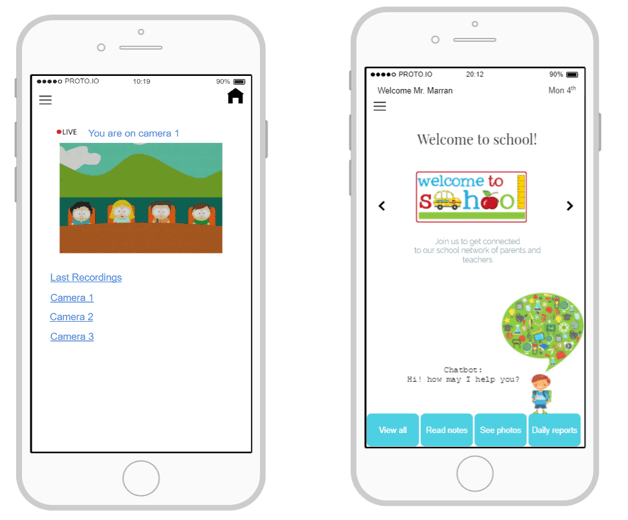 PROTO.IO 10:19 90%
LIVE You are on camera 1
Last Recordings
Camera 1
Camera 2
Camera 3
PROTO.IO 20:12 90%
Welcome Mr. Marran Mon 4th
Welcome to school!
welcome to
school
Join us to get connected
to our school network of parents and
teachers
Chatbot:
Hi! how may I help you?
View all Read notes See photos Daily reports